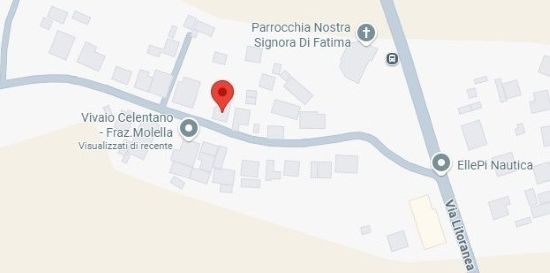 Parrocchia Nostra
Signora Di Fatima
Vivaio Celentano
- Fraz.Molella
Visualizzati di recente
EllePi Nautica
Via Litoranea